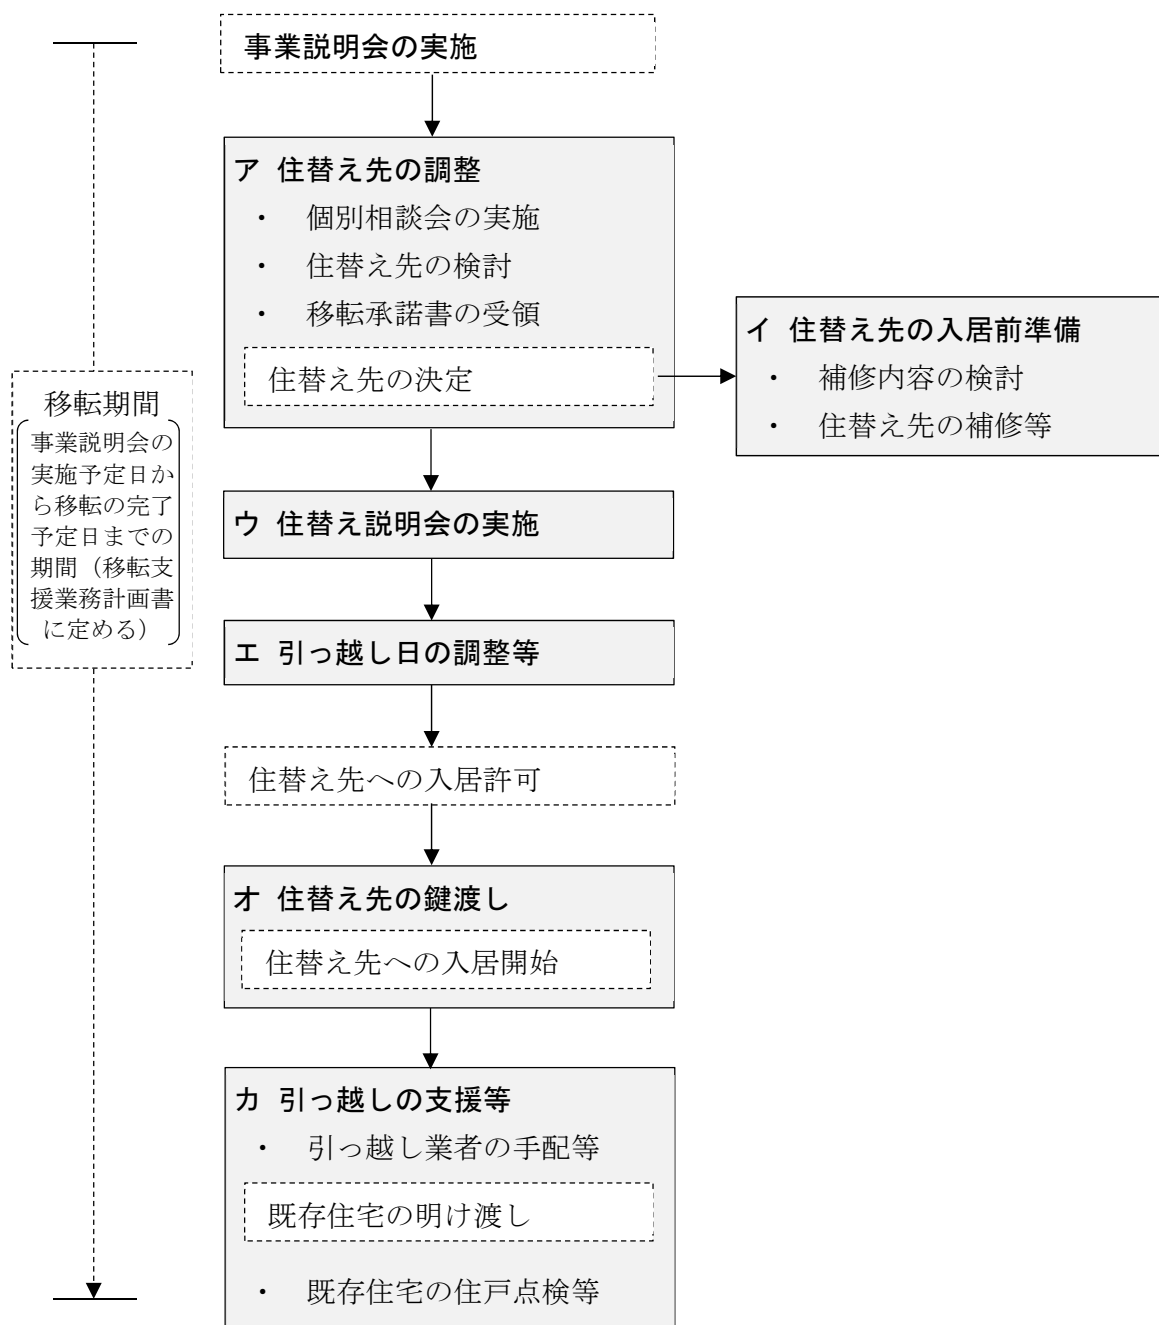 事業説明会の実施
ア 住替え先の調整
・ 個別相談会の実施
・ 住替え先の検討
・ 移転承諾書の受領
住替え先の決定
イ 住替え先の入居前準備
・ 補修内容の検討
・ 住替え先の補修等
移転期間
事業説明会の
実施予定日か
ら移転の完了
予定日までの
期間（移転支
援業務計画書
に定める）
ウ 住替え説明会の実施
エ 引っ越し日の調整等
住替え先への入居許可
オ 住替え先の鍵渡し
住替え先への入居開始
カ 引っ越しの支援等
・ 引っ越し業者の手配等
既存住宅の明け渡し
・ 既存住宅の住戸点検等